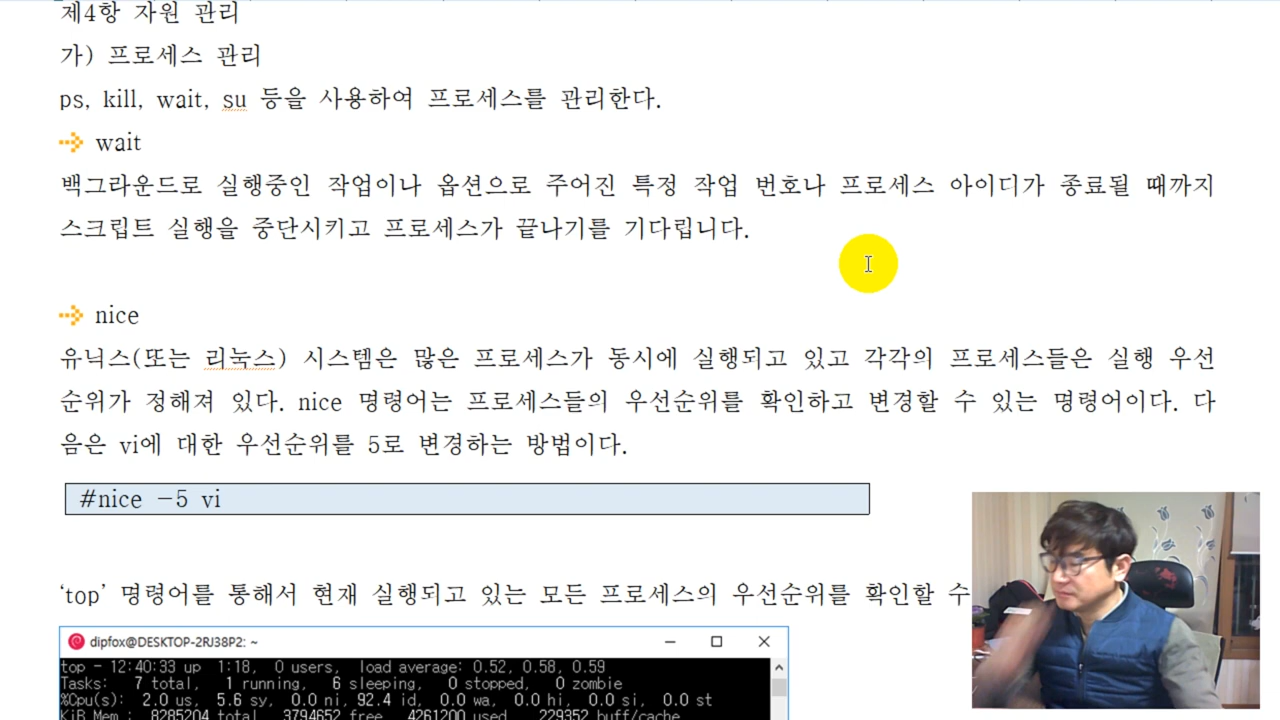 제4항 자원 관리
가) 프로세스 관리
ps, kill, wait, su 등을 사용하여 프로세스를 관리한다.
wait
백그라운드로 실행중인 작업이나 옵션으로 주어진 특정 작업 번호나 프로세스 아이디가 종료될 때까지
스크립트 실행을 중단시키고 프로세스가 끝나기를 기다립니다.
nice
유닉스(또는 리눅스) 시스템은 많은 프로세스가 동시에 실행되고 있고 각각의 프로세스들은 실행 우선
순위가 정해져 있다. nice 명령어는 프로세스들의 우선순위를 확인하고 변경할 수 있는 명령어이다. 다
음은 vi에 대한 우선순위를 5로 변경하는 방법이다.
#nice -5 vi
‘top’ 명령어를 통해서 현재 실행되고 있는 모든 프로세스의 우선순위를 확인할 수
dipfox@DESKTOP-2RJ38P2: ~
top - 12:40:33 up 1:18, 0 users, load average: 0.52, 0.58, 0.59
Tasks: 7 total, 1 running, 6 sleeping, 0 stopped, 0 zombie
%Cpu(s): 2.0 us, 5.6 sy, 0.0 ni, 92.4 id, 0.0 wa, 0.0 hi, 0.0 si, 0.0 st
KiB Mem : 8285204 total, 3794652 free, 4261200 used, 229352 buff/cache